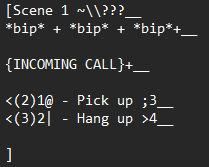 [Scene 1 ~\\???__
*bip* + *bip* + *bip*+__
{INCOMING CALL}+__
<(2)1@ - Pick up ;3__
<(3)2| - Hang up >4__
]